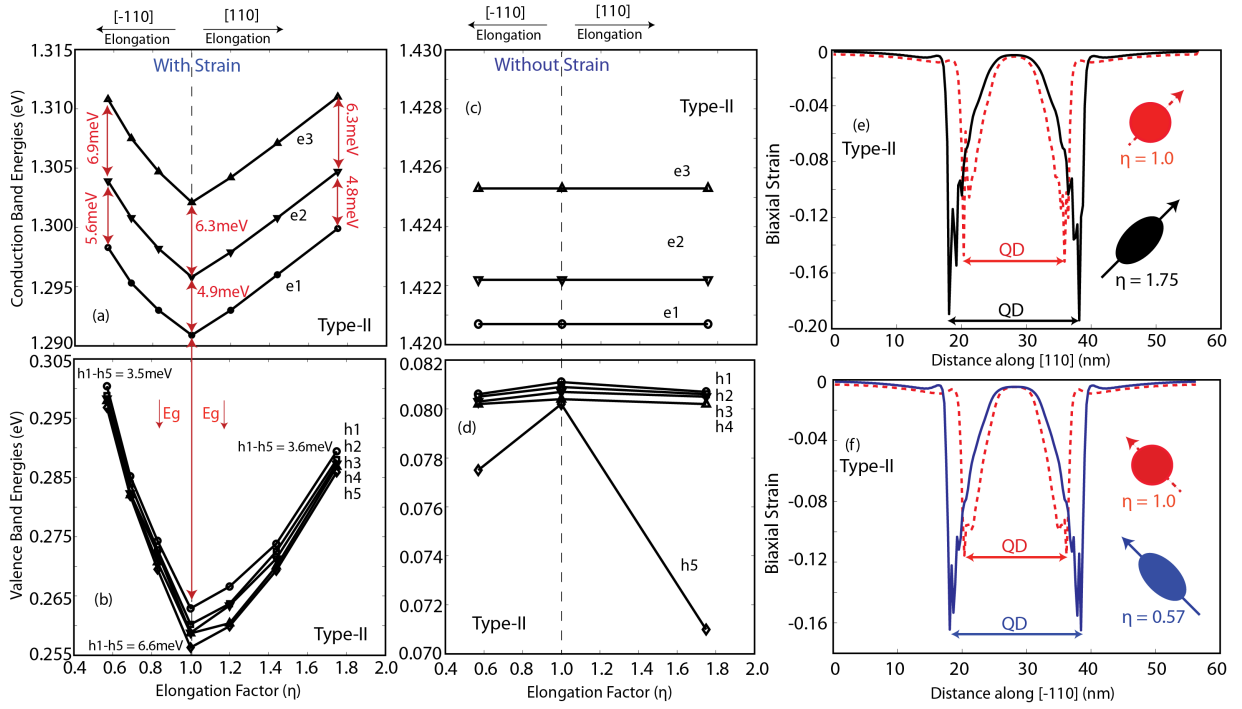 [-110]
Elongation
[110]
Elongation
With Strain
1.315
1.310
1.305
1.300
1.295
1.290
Conduction Band Energies (eV)
6.9meV
5.6meV
6.3meV
4.9meV
6.3meV
4.8meV
e3
e2
e1
(a)
Type-II
0.305
0.295
0.285
0.275
0.265
0.255
Valence Band Energies (eV)
h1-h5 = 3.5meV
Eg
Eg
h1-h5 = 3.6meV
h1
h2
h3
h4
h5
(b)
h1-h5 = 6.6meV
Type-II
0.4 0.6 0.8 1.0 1.2 1.4 1.6 1.8 2.0
Elongation Factor (η)
[-110]
Elongation
[110]
Elongation
Without Strain
1.430
1.428
1.426
1.424
1.422
1.420
(c)
Type-II
e3
e2
e1
0.082
0.080
0.078
0.076
0.074
0.072
0.070
h1
h2
h3
h4
(d)
h5
Type-II
0.4 0.6 0.8 1.0 1.2 1.4 1.6 1.8 2.0
Elongation Factor (η)
0
-0.04
-0.08
-0.12
-0.16
-0.20
Biaxial Strain
(e)
Type-II
η = 1.0
η = 1.75
QD
QD
0 10 20 30 40 50 60
Distance along [110] (nm)
0
-0.04
-0.08
-0.12
-0.16
Biaxial Strain
(f)
Type-II
η = 1.0
η = 0.57
QD
QD
0 10 20 30 40 50 60
Distance along [-110] (nm)